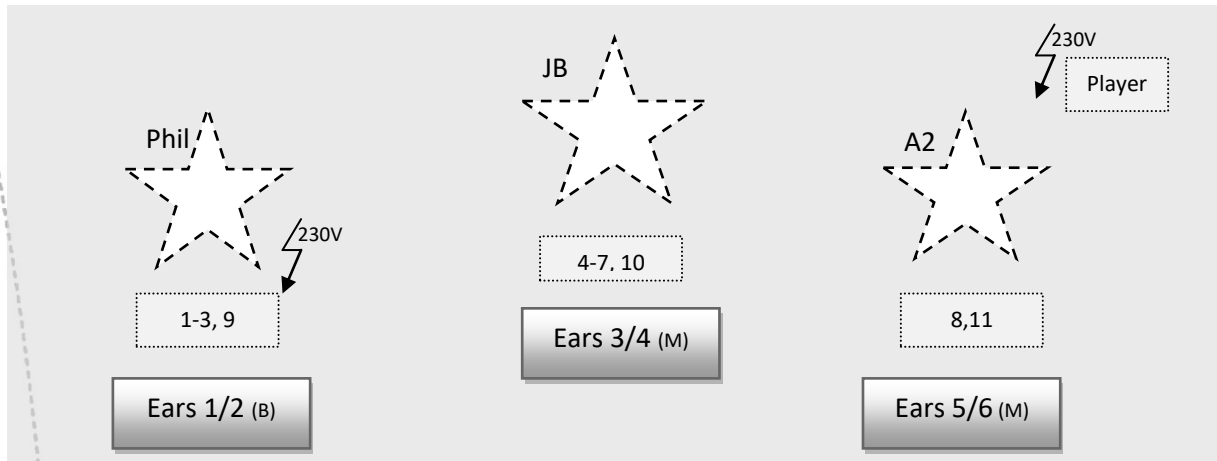 JB
230V
Player
Phil
A2
230V
4-7, 10
1-3, 9
8,11
Ears 3/4 (M)
Ears 1/2 (B)
Ears 5/6 (M)